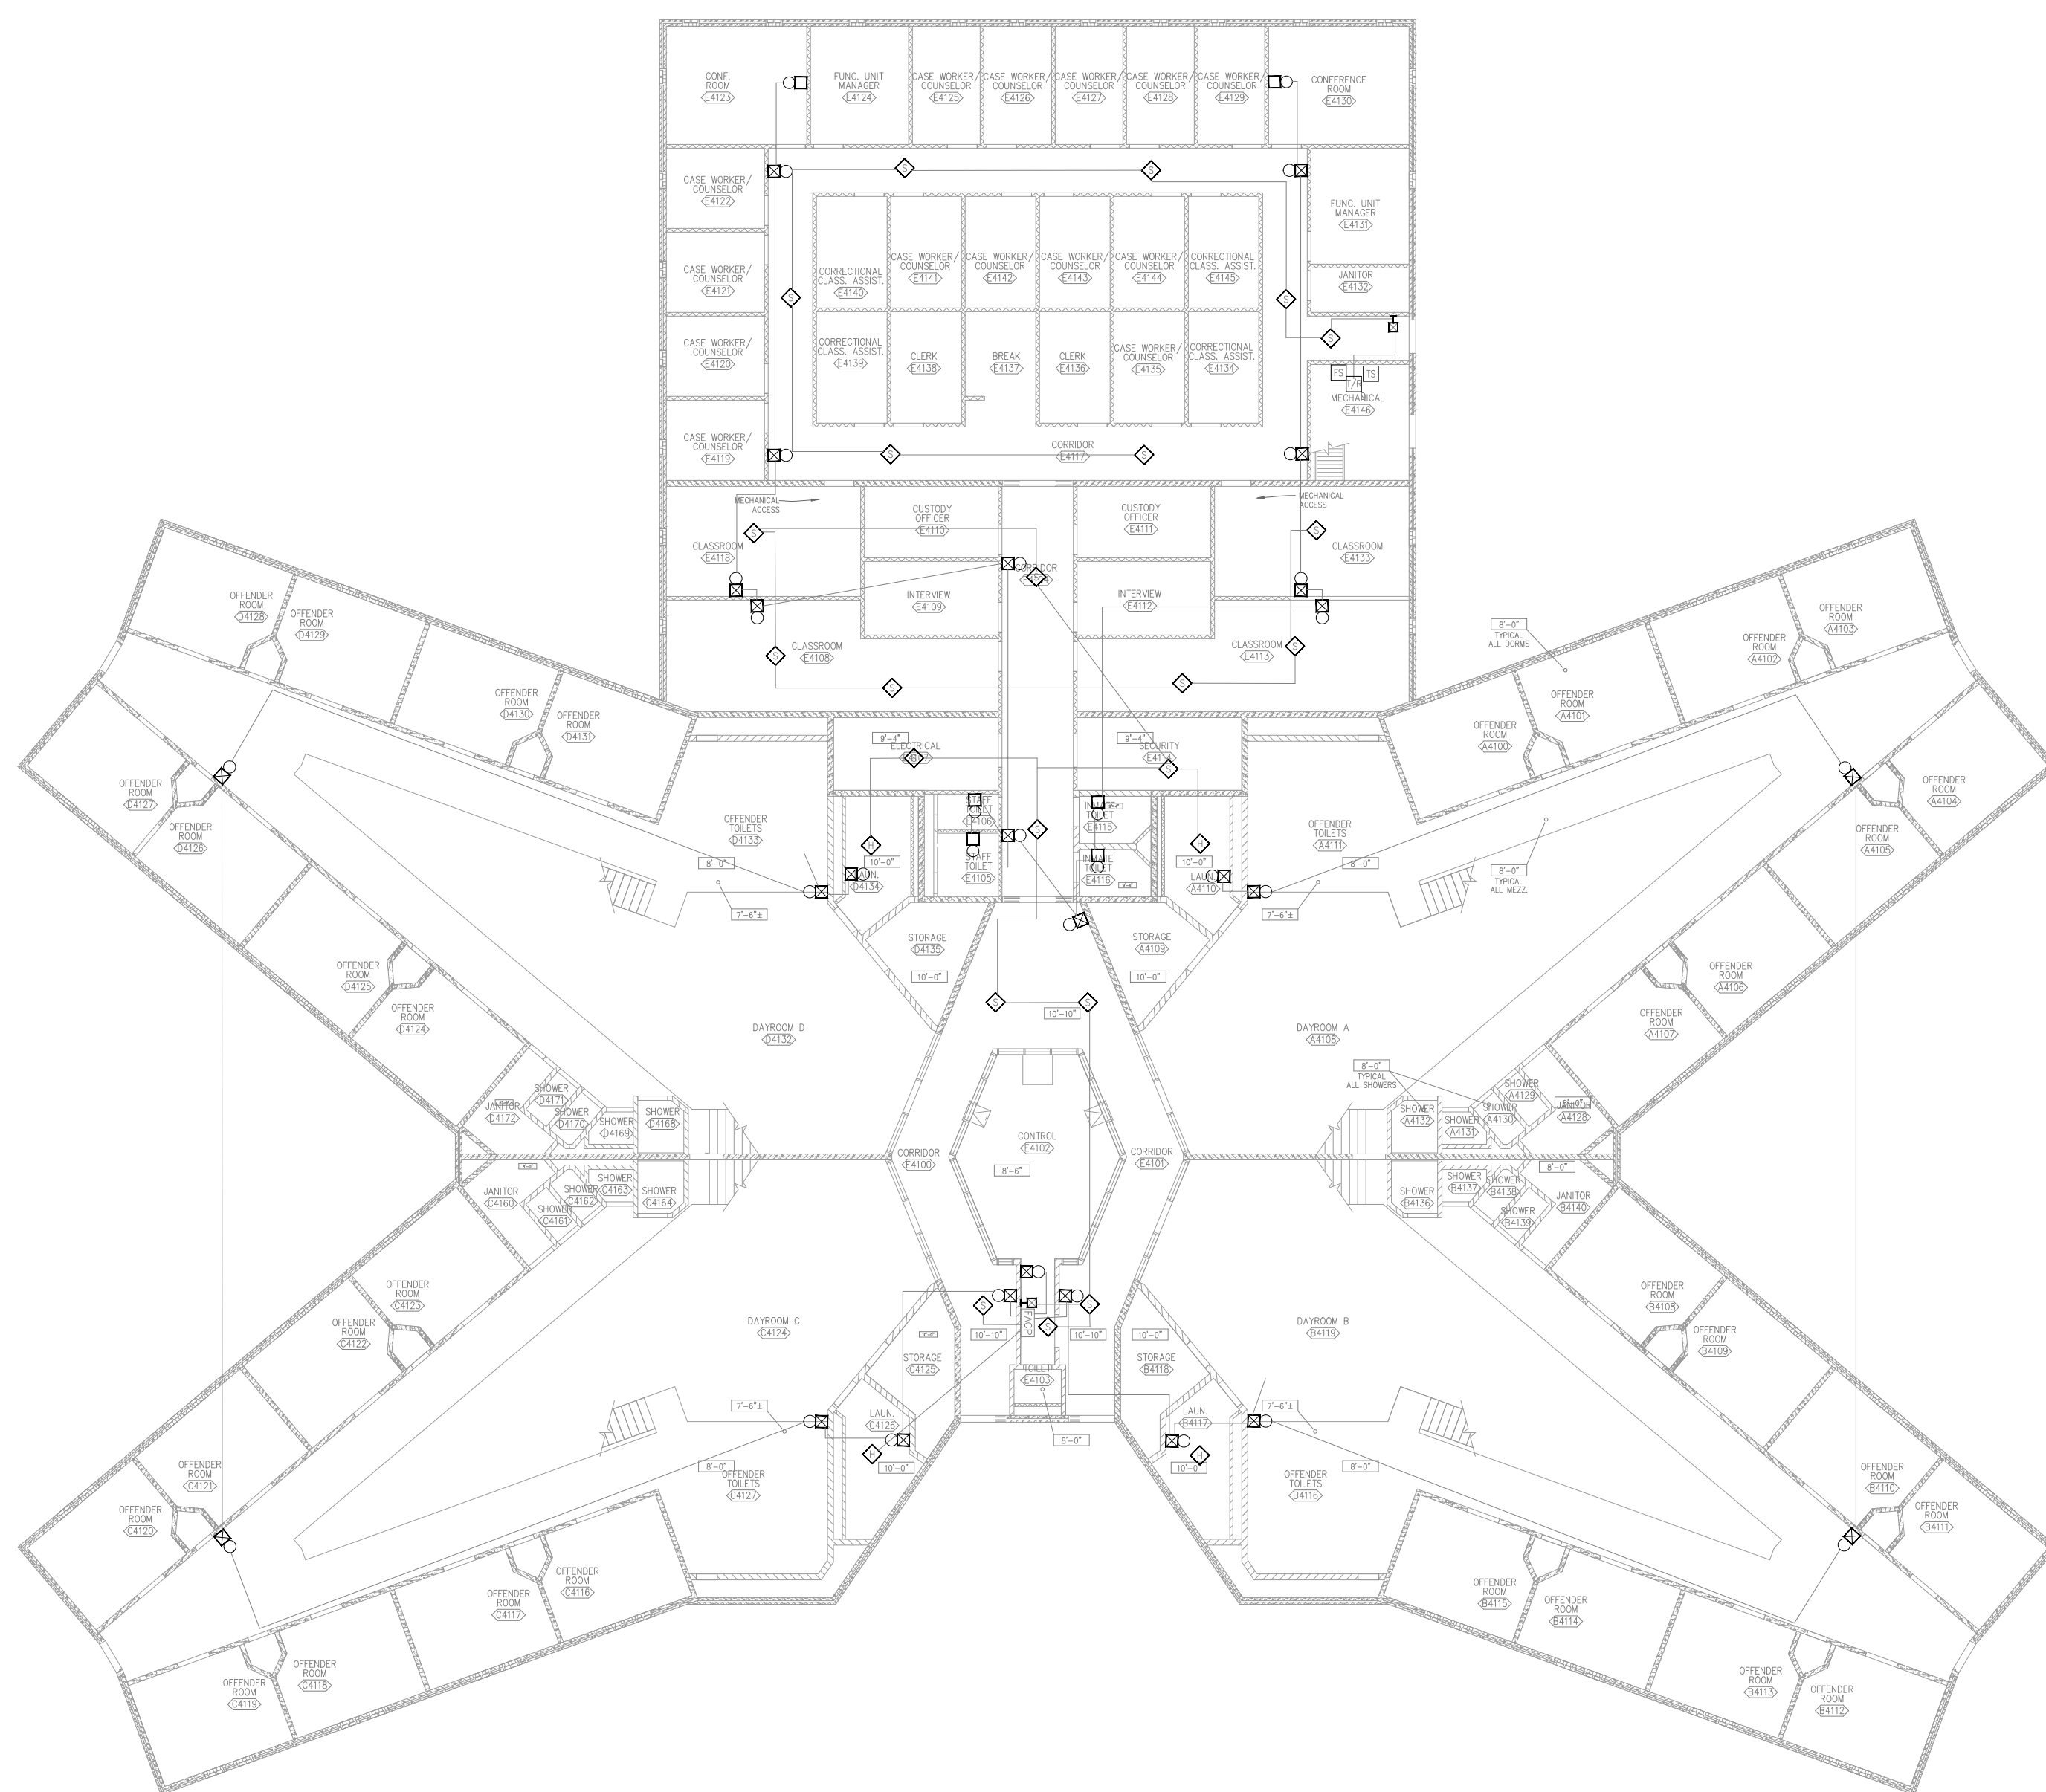 CONF.
ROOM
E4123
FUNC. UNIT
MANAGER
E4124
CASE WORKER/
COUNSELOR
E4125
CASE WORKER/
COUNSELOR
E4126
CASE WORKER/
COUNSELOR
E4127
CASE WORKER/
COUNSELOR
E4128
CASE WORKER/
COUNSELOR
E4129
CONFERENCE
ROOM
E4130
CASE WORKER/
COUNSELOR
E4122
S
S
FUNC. UNIT
MANAGER
E4131
CASE WORKER/
COUNSELOR
E4121
CORRECTIONAL
CLASS. ASSIST.
E4140
CASE WORKER/
COUNSELOR
E4141
CASE WORKER/
COUNSELOR
E4142
CASE WORKER/
COUNSELOR
E4143
CASE WORKER/
COUNSELOR
E4144
CORRECTIONAL
CLASS. ASSIST.
E4145
JANITOR
E4132
S
S
S
CASE WORKER/
COUNSELOR
E4120
CORRECTIONAL
CLASS. ASSIST.
E4139
CLERK
E4138
BREAK
E4137
CLERK
E4136
CASE WORKER/
COUNSELOR
E4135
CORRECTIONAL
CLASS. ASSIST.
E4134
FS
T/R
TS
MECHANICAL
E4146
CASE WORKER/
COUNSELOR
E4119
S
CORRIDOR
E4117
S
MECHANICAL
ACCESS
MECHANICAL
ACCESS
CUSTODY
OFFICER
E4110
CUSTODY
OFFICER
E4111
S
S
CLASSROOM
E4118
CLASSROOM
E4133
CORRIDOR
S
INTERVIEW
E4109
INTERVIEW
E4112
CLASSROOM
E4108
S
CLASSROOM
E4113
S
S
S
OFFENDER
ROOM
D4128
OFFENDER
ROOM
D4129
OFFENDER
ROOM
D4130
OFFENDER
ROOM
D4131
8'-0"
TYPICAL
ALL DORMS
OFFENDER
ROOM
A4103
OFFENDER
ROOM
A4102
OFFENDER
ROOM
A4101
OFFENDER
ROOM
A4100
9'-4"
ELECTRICAL
S
9'-4"
SECURITY
E4114
S
OFFENDER
ROOM
D4127
OFFENDER
ROOM
D4126
OFFENDER
ROOM
A4104
OFFENDER
ROOM
A4105
OFFENDER
TOILETS
D4133
STAFF
TOILET
E4106
INMATE
TOILET
E4115
OFFENDER
TOILETS
A4111
H
S
H
8'-0"
10'-0"
10'-0"
8'-0"
8'-0"
TYPICAL
ALL MEZZ.
LAUN.
D4134
STAFF
TOILET
E4105
INMATE
TOILET
E4116
LAUN.
A4110
7'-6"±
7'-6"±
STORAGE
D4135
10'-0"
STORAGE
A4109
10'-0"
OFFENDER
ROOM
D4125
OFFENDER
ROOM
D4124
OFFENDER
ROOM
A4106
OFFENDER
ROOM
A4107
S
S
10'-10"
DAYROOM D
D4132
DAYROOM A
A4108
8'-0"
TYPICAL
ALL SHOWERS
JANITOR
D4172
SHOWER
D4171
SHOWER
D4170
SHOWER
D4169
SHOWER
D4168
SHOWER
A4132
SHOWER
A4131
SHOWER
A4130
SHOWER
A4129
JANITOR
A4128
CORRIDOR
E4100
CONTROL
E4102
8'-6"
CORRIDOR
E4101
8'-0"
JANITOR
C4160
SHOWER
C4161
SHOWER
C4162
SHOWER
C4163
SHOWER
C4164
SHOWER
B4136
SHOWER
B4137
SHOWER
B4138
SHOWER
B4139
JANITOR
B4140
OFFENDER
ROOM
C4123
OFFENDER
ROOM
C4122
OFFENDER
ROOM
B4108
OFFENDER
ROOM
B4109
DAYROOM C
C4124
DAYROOM B
B4119
S
FACP
S
S
10'-10"
10'-10"
10'-0"
STORAGE
C4125
TOILET
E4103
STORAGE
B4118
7'-6"±
7'-6"±
LAUN.
C4126
LAUN.
B4117
8'-0"
H
H
10'-0"
10'-0
8'-0"
8'-0"
OFFENDER
TOILETS
C4127
OFFENDER
TOILETS
B4116
OFFENDER
ROOM
C4121
OFFENDER
ROOM
C4120
OFFENDER
ROOM
B4110
OFFENDER
ROOM
B4111
OFFENDER
ROOM
C4116
OFFENDER
ROOM
C4117
OFFENDER
ROOM
B4115
OFFENDER
ROOM
B4114
OFFENDER
ROOM
C4118
OFFENDER
ROOM
C4119
OFFENDER
ROOM
B4113
OFFENDER
ROOM
B4112